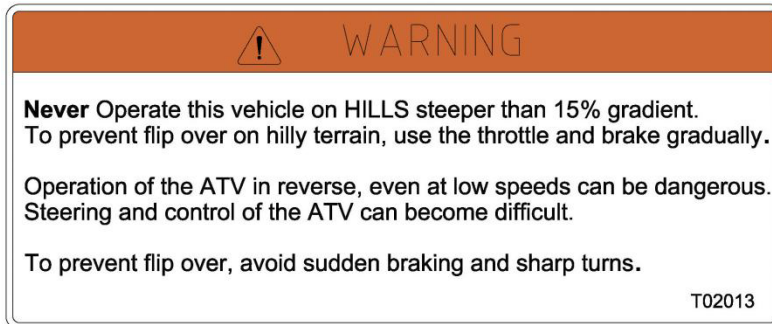 WARNING
Never Operate this vehicle on HILLS steeper than 15% gradient.
To prevent flip over on hilly terrain, use the throttle and brake gradually.
Operation of the ATV in reverse, even at low speeds can be dangerous.
Steering and control of the ATV can become difficult.
To prevent flip over, avoid sudden braking and sharp turns.
T02013